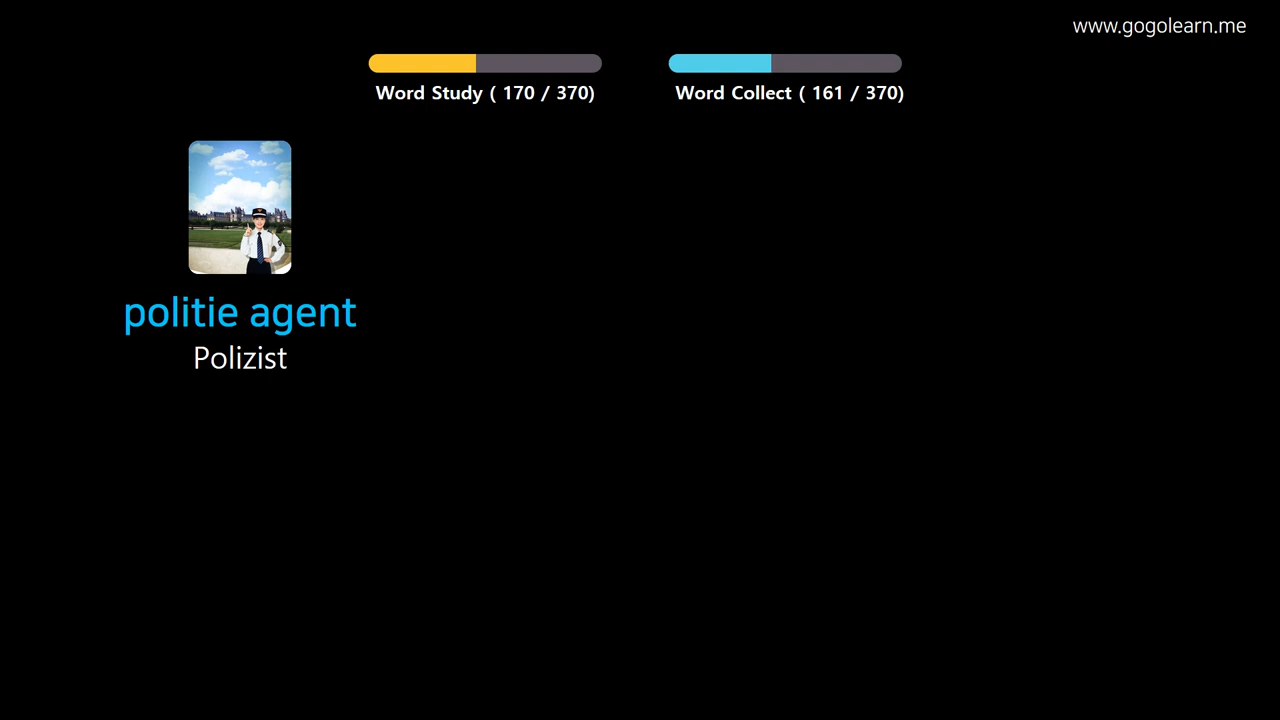 www.gogolearn.me
Word Study ( 170 / 370)
Word Collect ( 161 / 370)
politie agent
Polizist